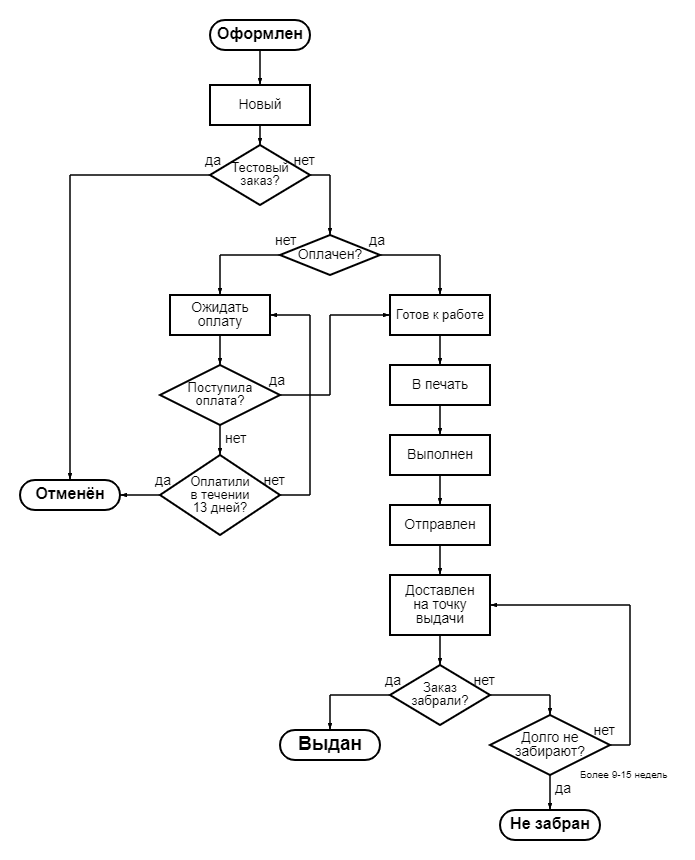 Оформлен
Новый
да
нет
Тестовый
заказ?
нет
да
Оплачен?
Ожидать
оплату
Готов к работе
Поступила
оплата?
да
В печать
нет
Выполнен
да
Оплатили
в течении
13 дней?
нет
Отменён
Отправлен
Доставлен
на точку
выдачи
да
Заказ
забрали?
нет
Выдан
Долго не
забирают?
нет
Более 9-15 недель
да
Не забран